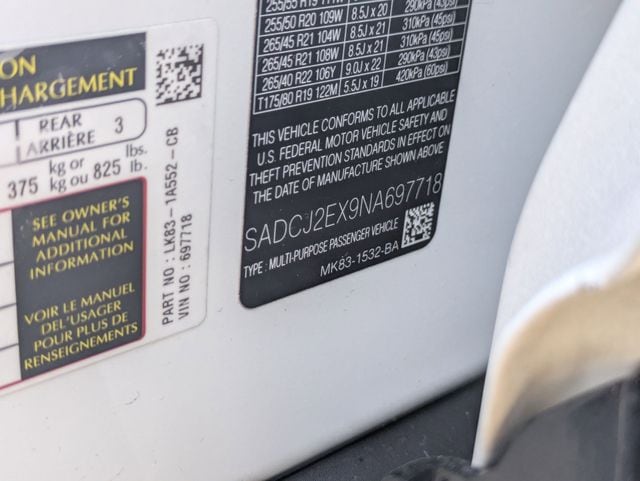 ON
HARGEMENT
REAR
ARRIÈRE
3
375 kg or kg ou 825 lbs. lb.
SEE OWNER'S
MANUAL FOR
ADDITIONAL
INFORMATION
VOIR LE MANUEL
DEL'USAGER
POUR PLUS DE
RENSEIGNEMENTS
PART NO : LK83-1A552-CB
VIN NO : 697718
255/50 R20 109W 8.5J x 20 290kPa (43psi)
265/45 R21 104W 8.5J x 21 310kPa (45psi)
265/45 R21 108W 8.5J x 21 310kPa (45psi)
265/40 R22 106Y 9.0J x 22 290kPa (43psi)
T175/80 R19 122M 5.5J x 19 420kPa (60psi)
THIS VEHICLE CONFORMS TO ALL APPLICABLE
U.S. FEDERAL MOTOR VEHICLE SAFETY AND
THEFT PREVENTION STANDARDS IN EFFECT ON
THE DATE OF MANUFACTURE SHOWN ABOVE
SADCJ2EX9NA697718
TYPE : MULTI-PURPOSE PASSENGER VEHICLE
MK83-1532-BA